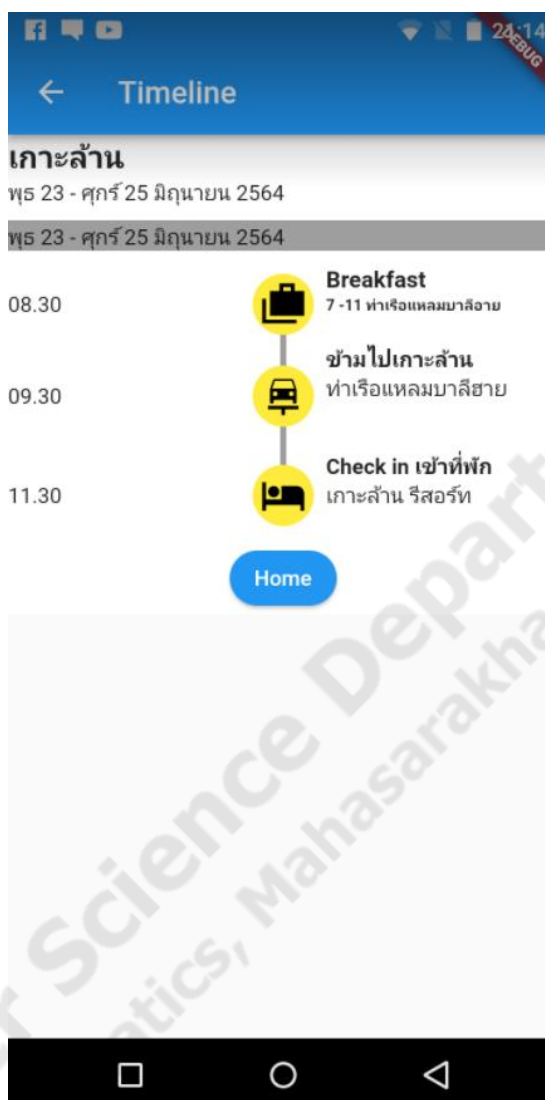 21:14
DEBUG
Timeline
เกาะล้าน
พุธ 23 - ศุกร์ 25 มิถุนายน 2564
พุธ 23 - ศุกร์ 25 มิถุนายน 2564
08.30
Breakfast
7 -11 ท่าเรือแหลมบาลีอาย
09.30
ข้ามไปเกาะล้าน
ท่าเรือแหลมบาลีฮาย
11.30
Check in เข้าที่พัก
เกาะล้าน รีสอร์ท
Home
r Science Depart
atics, Mahasarakha